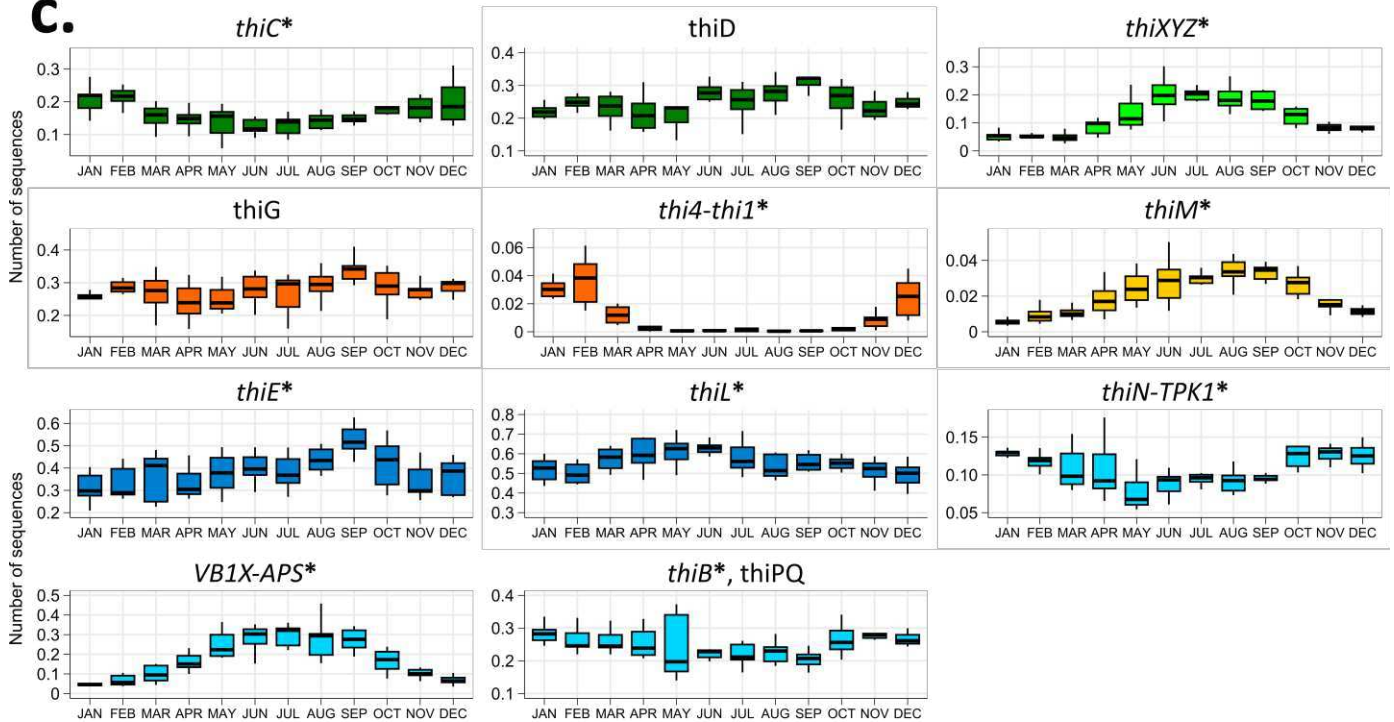 c.
thiC*
thiD
thiXYZ*
0.3
0.2
0.1
0.4
0.3
0.2
0.1
0.3
0.2
0.1
0
JAN FEB MAR APR MAY JUN JUL AUG SEP OCT NOV DEC
JAN FEB MAR APR MAY JUN JUL AUG SEP OCT NOV DEC
JAN FEB MAR APR MAY JUN JUL AUG SEP OCT NOV DEC
Number of sequences
thiG
thi4-thi1*
thiM*
0.4
0.3
0.2
0.06
0.04
0.02
0
0.04
0.02
0
JAN FEB MAR APR MAY JUN JUL AUG SEP OCT NOV DEC
JAN FEB MAR APR MAY JUN JUL AUG SEP OCT NOV DEC
JAN FEB MAR APR MAY JUN JUL AUG SEP OCT NOV DEC
thiE*
thiL*
thiN-TPK1*
0.6
0.5
0.4
0.3
0.2
0.8
0.7
0.6
0.5
0.4
0.3
0.15
0.10
0.05
JAN FEB MAR APR MAY JUN JUL AUG SEP OCT NOV DEC
JAN FEB MAR APR MAY JUN JUL AUG SEP OCT NOV DEC
JAN FEB MAR APR MAY JUN JUL AUG SEP OCT NOV DEC
Number of sequences
VB1X-APS*
thiB*, thiPQ
0.5
0.4
0.3
0.2
0.1
0
0.4
0.3
0.2
0.1
JAN FEB MAR APR MAY JUN JUL AUG SEP OCT NOV DEC
JAN FEB MAR APR MAY JUN JUL AUG SEP OCT NOV DEC